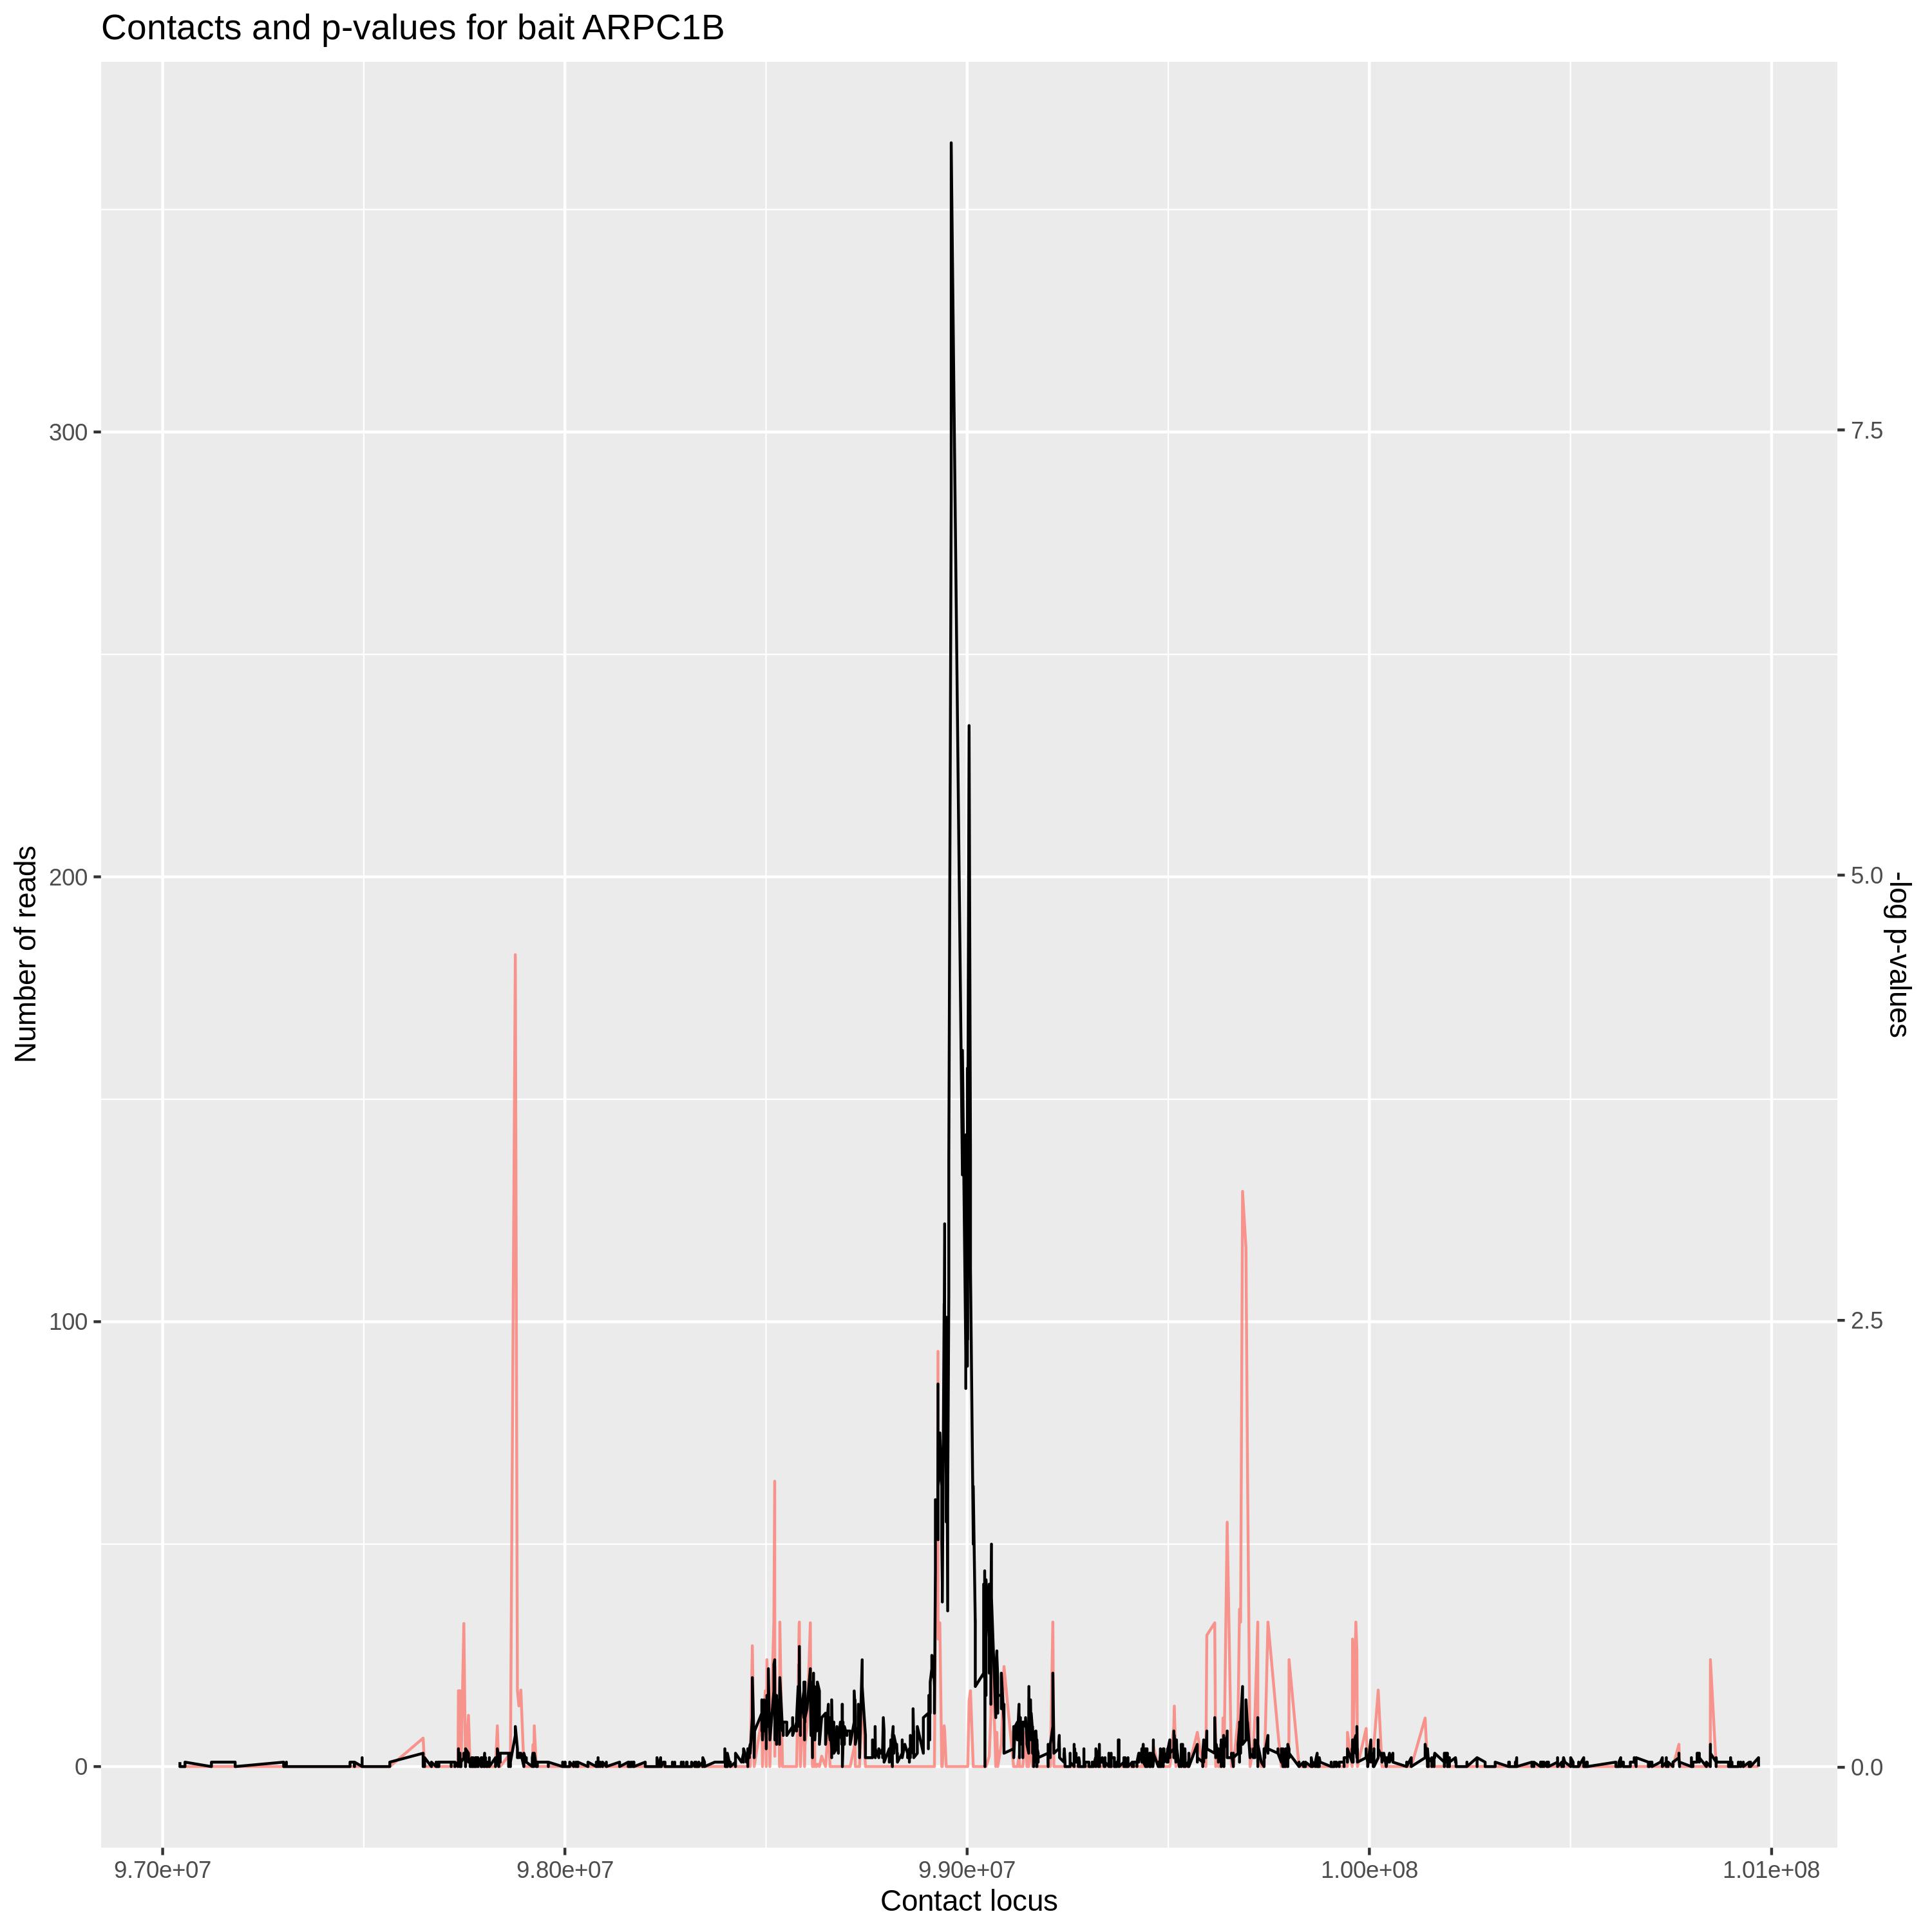 Contacts and p-values for bait ARPC1B
Number of reads
300
200
100
0
7.5
5.0
2.5
0.0
-log p-values
9.70e+07
9.80e+07
9.90e+07
1.00e+08
1.01e+08
Contact locus